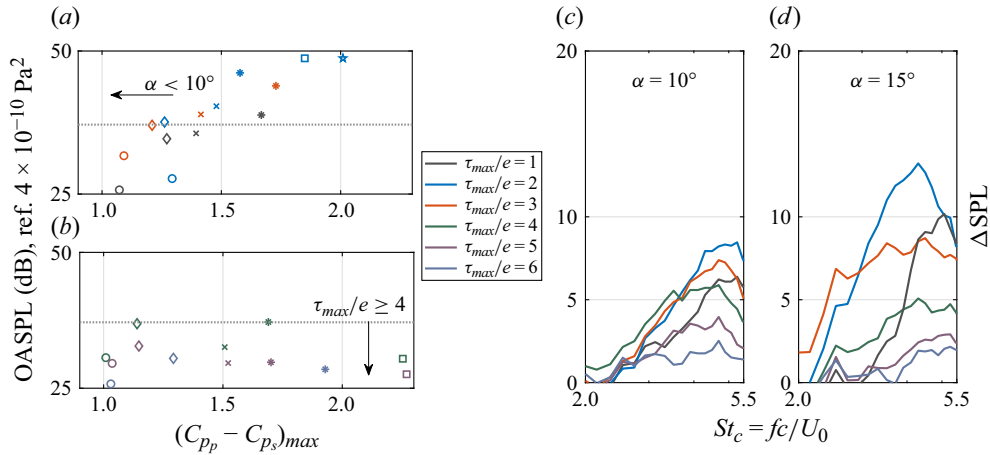 (a)
50
α < 10°
25
1.0 1.5 2.0
(b)
50
τmax/e ≥ 4
25
1.0 1.5 2.0
(Cpp − Cps)max
OASPL (dB), ref. 4 × 10−10 Pa2
τmax/e = 1
τmax/e = 2
τmax/e = 3
τmax/e = 4
τmax/e = 5
τmax/e = 6
(c) (d)
20 20
α = 10° α = 15°
10 10
5 5
0 0
2.0 5.5 2.0 5.5
Stc = fc/U0
ΔSPL